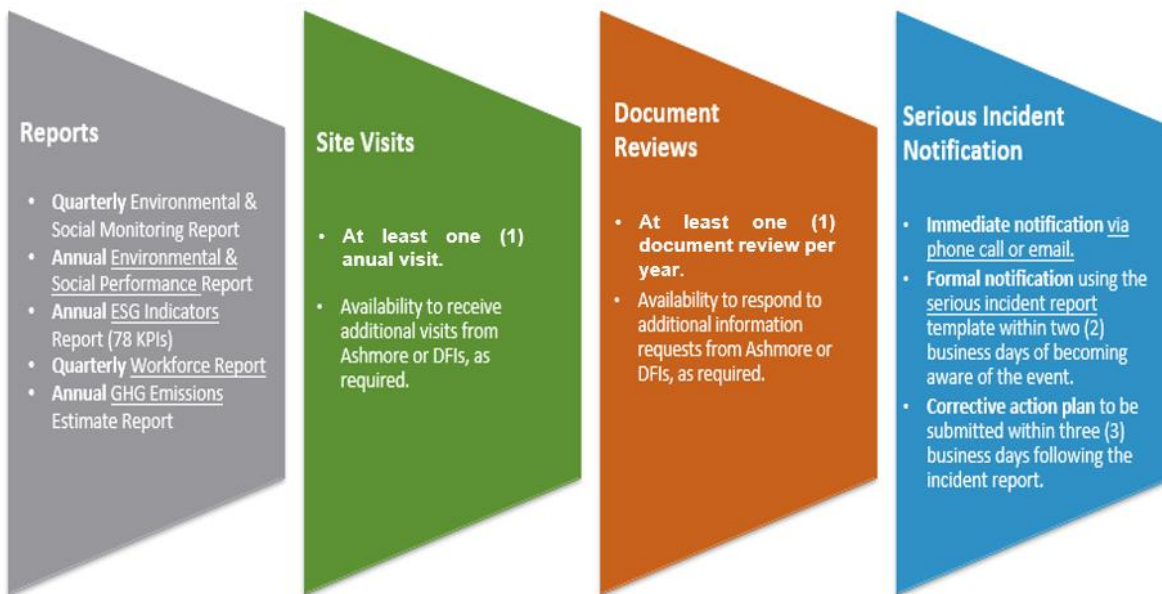 Reports
• Quarterly Environmental &
Social Monitoring Report
• Annual Environmental &
Social Performance Report
• Annual ESG Indicators
Report (78 KPIs)
• Quarterly Workforce Report
• Annual GHG Emissions
Estimate Report
Site Visits
• At least one (1)
anual visit.
• Availability to receive
additional visits from
Ashmore or DFIs, as
required.
Document
Reviews
• At least one (1)
document review per
year.
• Availability to respond to
additional information
requests from Ashmore or
DFIs, as required.
Serious Incident
Notification
• Immediate notification via
phone call or email.
• Formal notification using the
serious incident report
template within two (2)
business days of becoming
aware of the event.
• Corrective action plan to be
submitted within three (3)
business days following the
incident report.